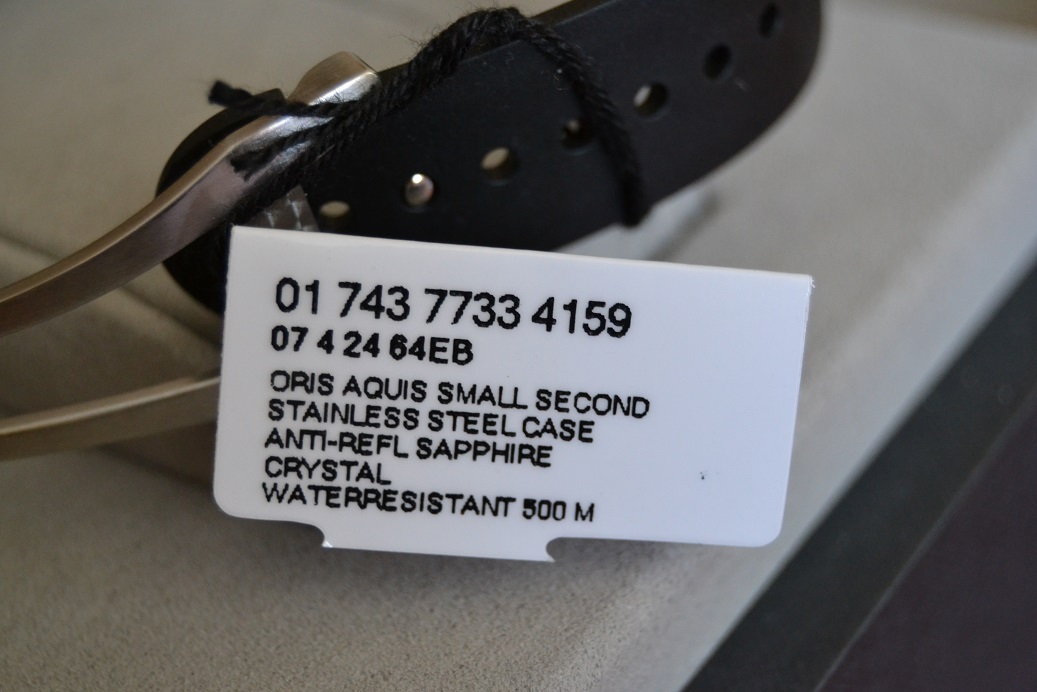 01 743 7733 4159
07 4 24 64EB
ORIS AQUIS SMALL SECOND
STAINLESS STEEL CASE
ANTI-REFL SAPPHIRE
CRYSTAL
WATERRESISTANT 500 M